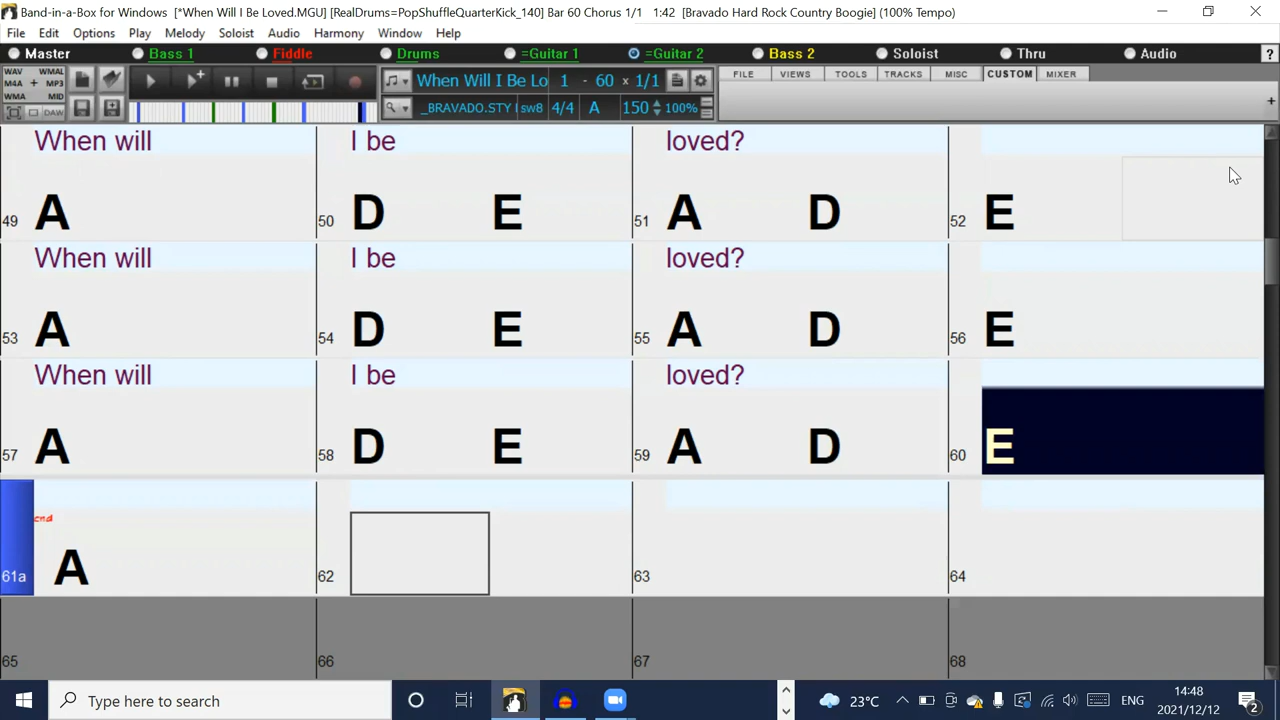 Band-in-a-Box for Windows [*When Will I Be Loved.MGU] [RealDrums=PopShuffleQuarterKick_140] Bar 60 Chorus 1/1 1:42 [Bravado Hard Rock Country Boogie] (100% Tempo)
File Edit Options Play Melody Soloist Audio Harmony Window Help
Master Bass 1 Fiddle Drums =Guitar 1 =Guitar 2 Bass 2 Soloist Thru Audio ?
WAV WMAL
M4A + MP3
WMA MID
DAW
When Will I Be Lo 1 - 60 x 1/1
_BRAVADO.STY sw8 4/4 A 150 100%
FILE VIEWS TOOLS TRACKS MISC CUSTOM MIXER
+
When will I be loved?
49 A 50 D E 51 A D 52 E
When will I be loved?
53 A 54 D E 55 A D 56 E
When will I be loved?
57 A 58 D E 59 A D 60 E
end
61a A 62 63 64
65 66 67 68
Type here to search
23°C ENG
14:48
2021/12/12
2